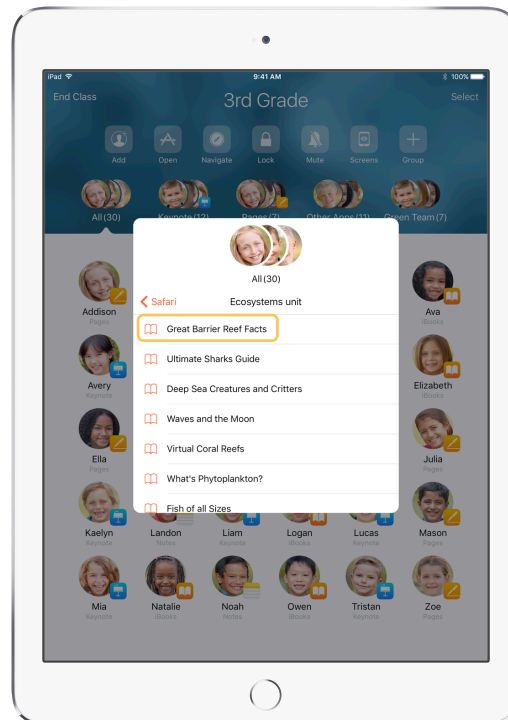 iPad 9:41 AM 100%
End Class 3rd Grade Select
Add Open Navigate Lock Mute Screens Group
All (30) Keynote (12) Pages (7) Other Apps (11) Green Team (7)
All (30)
Safari Ecosystems unit
Great Barrier Reef Facts
Ultimate Sharks Guide
Deep Sea Creatures and Critters
Waves and the Moon
Virtual Coral Reefs
What's Phytoplankton?
Fish of all Sizes
Addison Ava
Pages iBooks
Avery Elizabeth
Keynote iBooks
Ella Julia
Pages Pages
Kaelyn Landon Liam Logan Lucas Mason
Keynote Notes Keynote iBooks Keynote Pages
Mia Natalie Noah Owen Tristan Zoe
Keynote iBooks Notes iBooks Keynote Pages